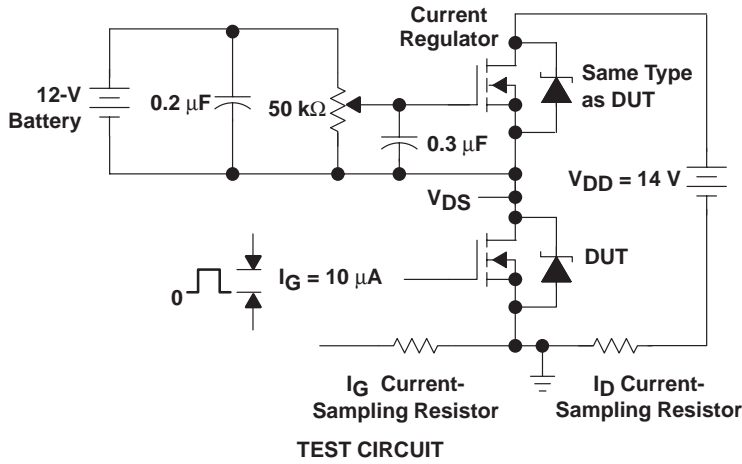 Current
Regulator
12-V
Battery
0.2 μF
50 kΩ
Same Type
as DUT
0.3 μF
VDS
VDD = 14 V
0
IG = 10 μA
DUT
IG Current-
Sampling Resistor
ID Current-
Sampling Resistor
TEST CIRCUIT